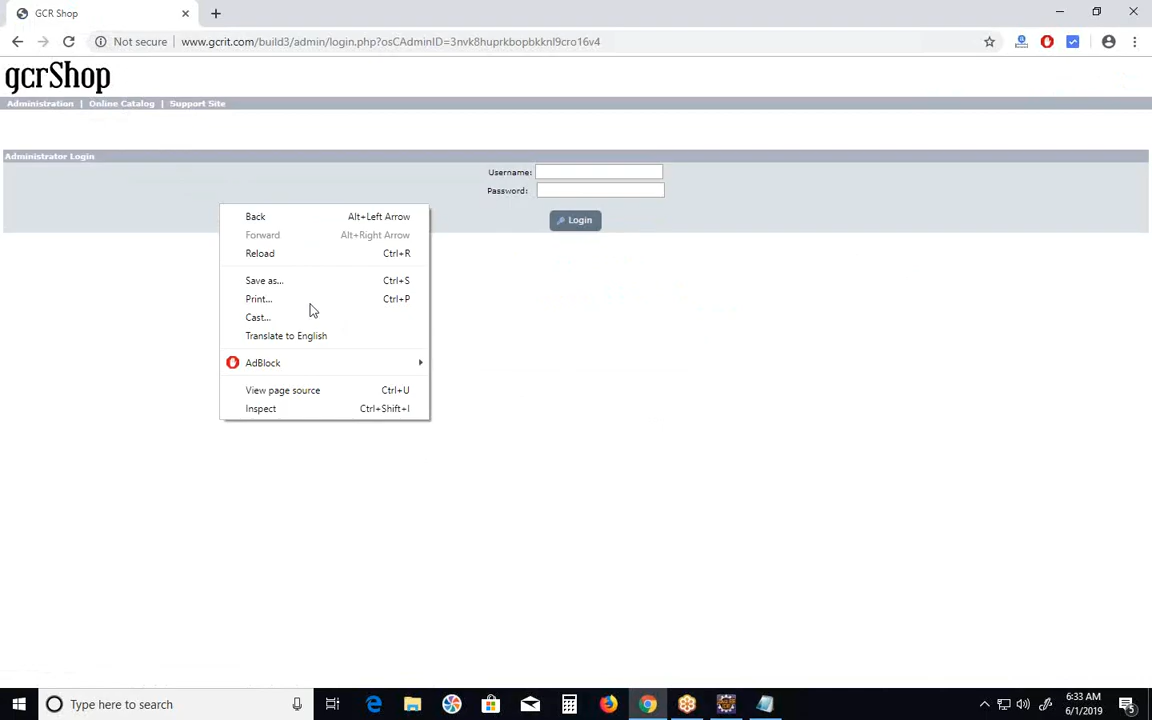 GCR Shop
Not secure www.gcrit.com/build3/admin/login.php?osCAdminID=3nvk8huprkbopbkknl9cro16v4
gcrShop
Administration | Online Catalog | Support Site
Administrator Login
Username:
Password:
Login
Back Alt+Left Arrow
Forward Alt+Right Arrow
Reload Ctrl+R
Save as... Ctrl+S
Print... Ctrl+P
Cast...
Translate to English
AdBlock
View page source Ctrl+U
Inspect Ctrl+Shift+I
Type here to search
6:33 AM
6/1/2019
5